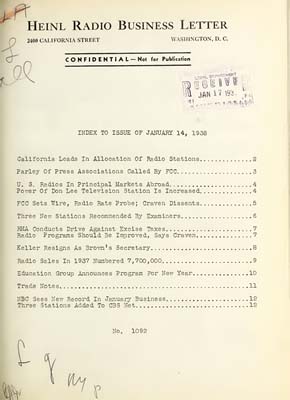 HEINL RADIO BUSINESS LETTER
2400 CALIFORNIA STREET WASHINGTON, D. C.
CONFIDENTIAL—Not for Publication
LEGAL DEPARTMENT
RECEIVED
JAN 17 193
INDEX TO ISSUE OF JANUARY 14, 1938
California Leads In Allocation Of Radio Stations..............2
Parley Of Press Associations Called By FCC....................3
U. S. Radios In Principal Markets Abroad......................4
Power Of Don Lee Television Station Is Increased..............4
FCC Sets Wire, Radio Rate Probe; Craven Dissents..............5
Three New Stations Recommended By Examiners...................6
RMA Conducts Drive Against Excise Taxes.......................7
Radio Programs Should Be Improved, Says Craven................7
Keller Resigns As Brown's Secretary...........................8
Radio Sales In 1937 Numbered 7,700,000........................9
Education Group Announces Program For New Year...............10
Trade Notes..................................................11
NBC Sees New Record In January Business......................12
Three Stations Added To CBS Net..............................12
No. 1092